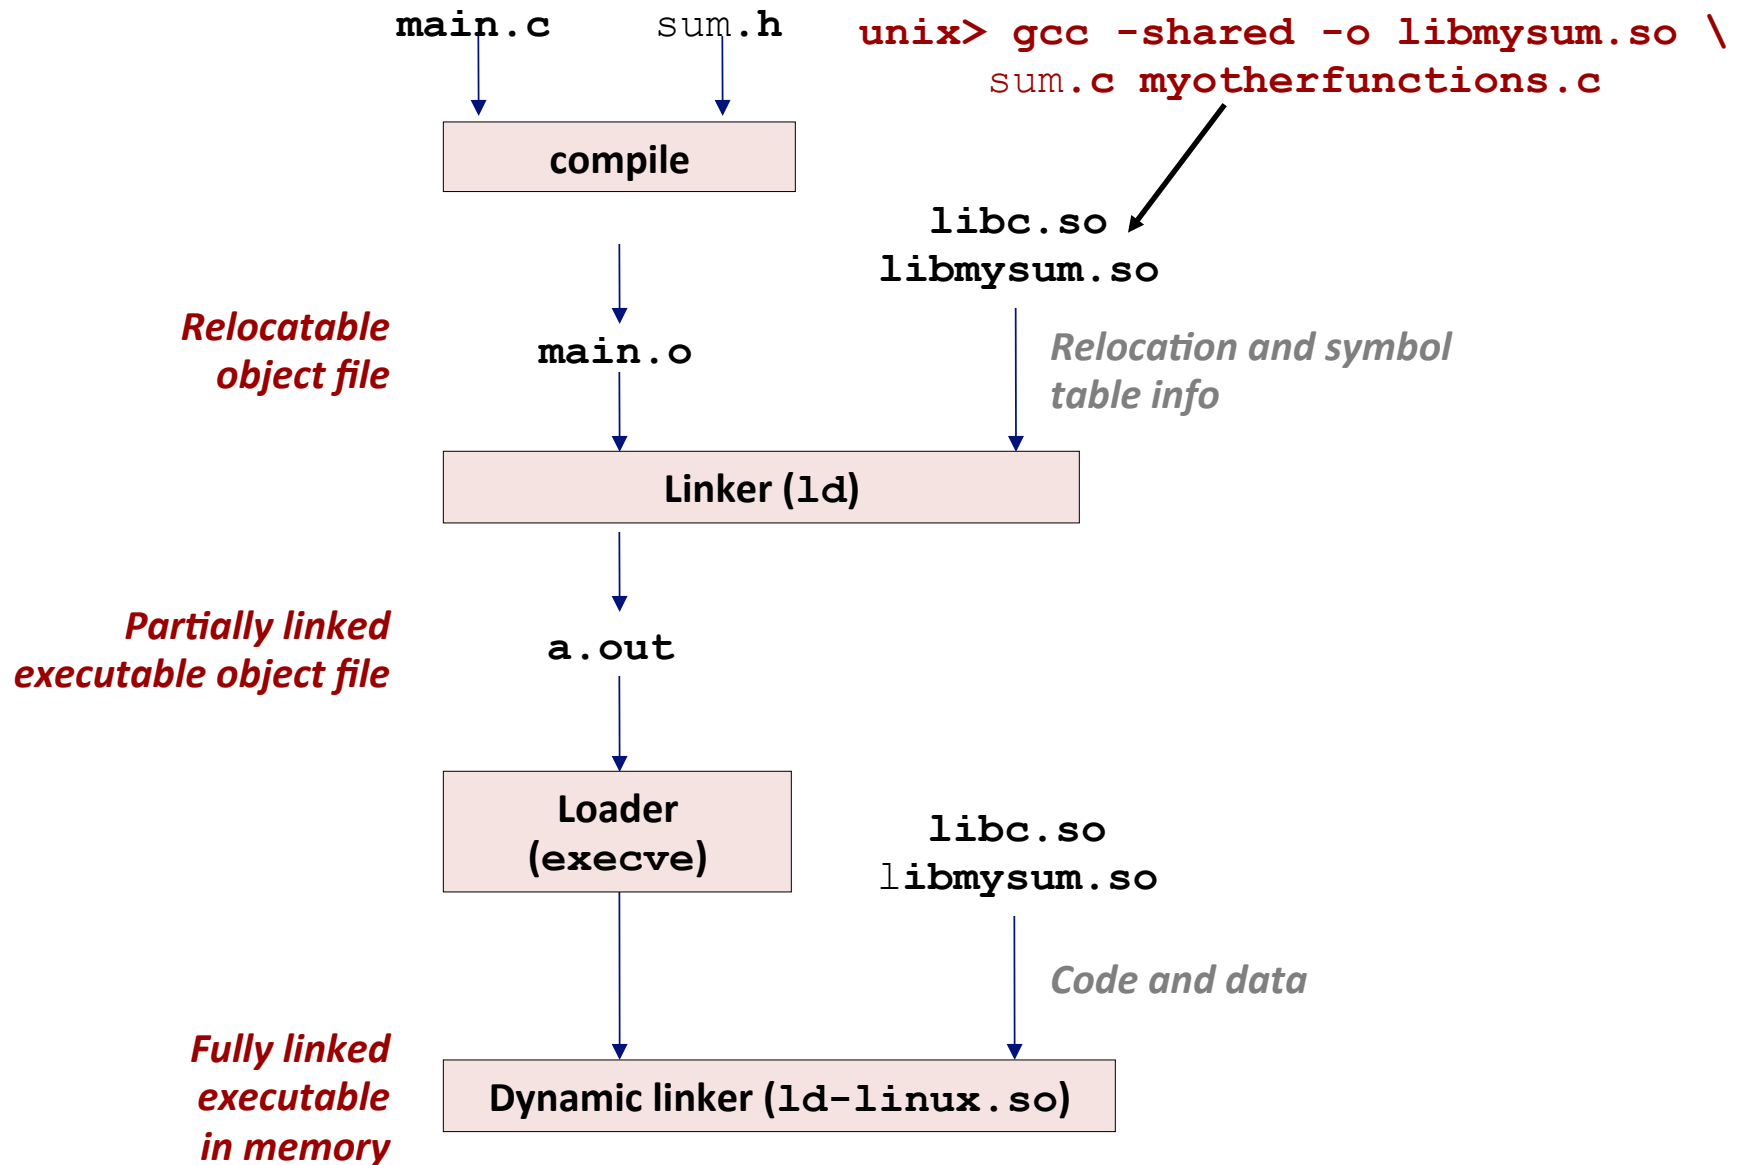 main.c
sum.h
unix> gcc -shared -o libmysum.so \
sum.c myotherfunctions.c
compile
libc.so
libmysum.so
Relocatable
object file
main.o
Relocation and symbol
table info
Linker (ld)
Partially linked
executable object file
a.out
Loader
(execve)
libc.so
libmysum.so
Code and data
Fully linked
executable
in memory
Dynamic linker (ld-linux.so)